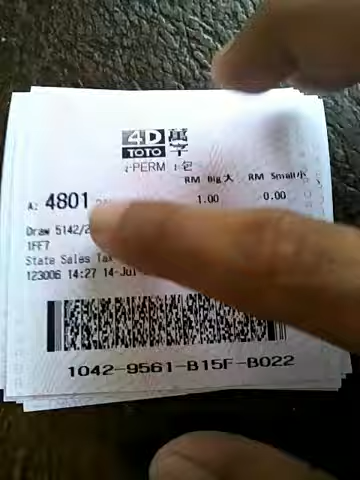 4D 萬
TOTO 字
i-PERM i 包
RM Big大 RM Small小
A: 4801 1.00 0.00
Draw 5142/2
1FF7
State Sales Tax
123006 14:27 14-Jul
1042-9561-B15F-B022